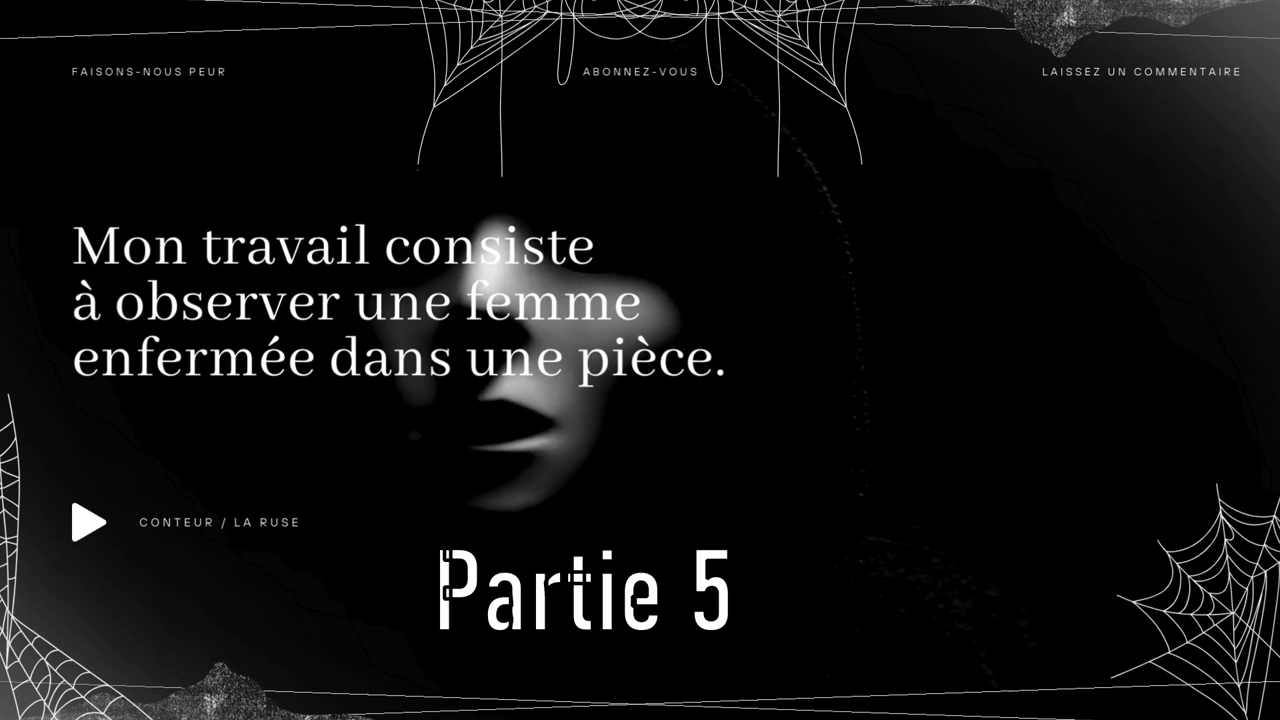 FAISONS-NOUS PEUR
ABONNEZ-VOUS
LAISSEZ UN COMMENTAIRE
Mon travail consiste
à observer une femme
enfermée dans une pièce.
CONTEUR / LA RUSE
Partie 5